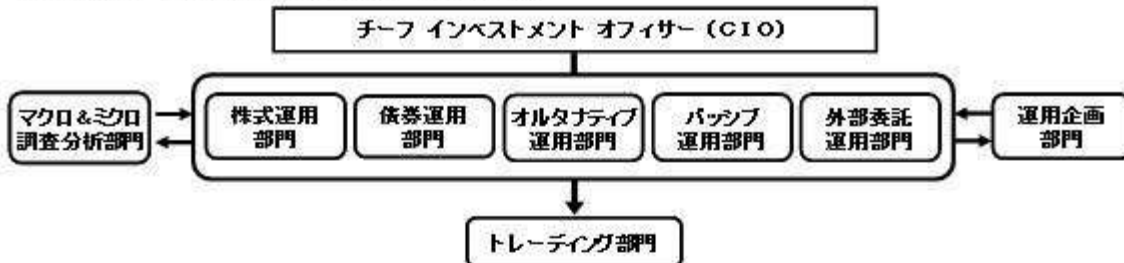 チーフ インベストメント オフィサー (CIO)
マクロ&ミクロ
調査分析部門
株式運用
部門
債券運用
部門
オルタナティブ
運用部門
パッシブ
運用部門
外部委託
運用部門
運用企画
部門
トレーディング部門